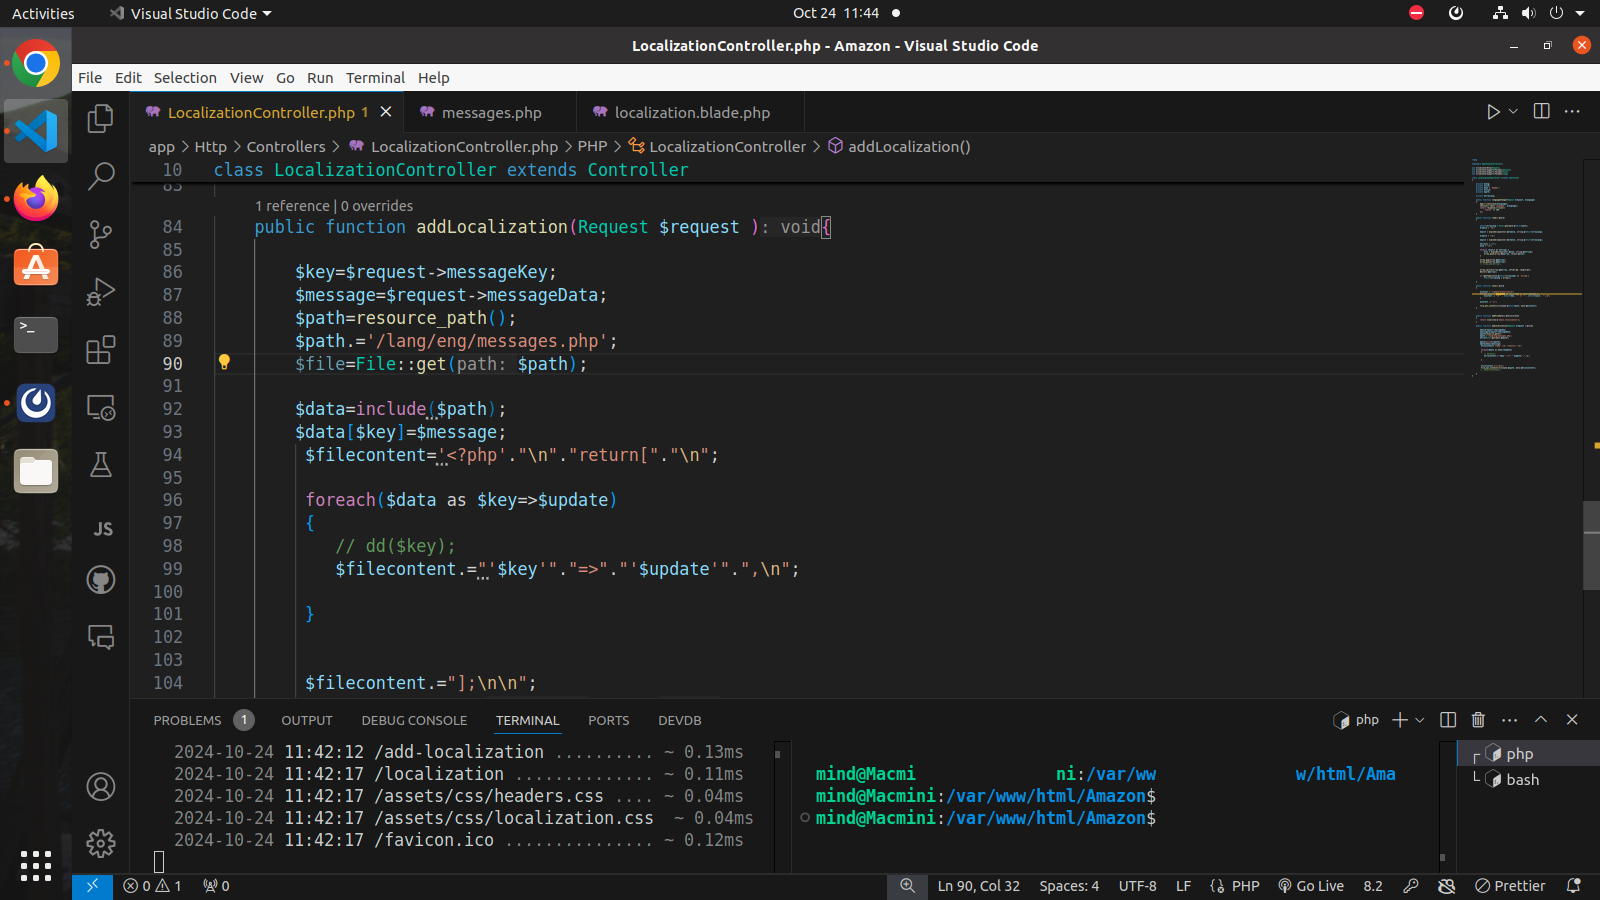 Activities
Visual Studio Code
Oct 24 11:44
LocalizationController.php - Amazon - Visual Studio Code
File Edit Selection View Go Run Terminal Help
LocalizationController.php 1
messages.php
localization.blade.php
app > Http > Controllers > LocalizationController.php > PHP > LocalizationController > addLocalization()
10 class LocalizationController extends Controller
83
1 reference | 0 overrides
84 public function addLocalization(Request $request ): void{
85
86 $key=$request->messageKey;
87 $message=$request->messageData;
88 $path=resource_path();
89 $path.='/lang/eng/messages.php';
90 $file=File::get(path: $path);
91
92 $data=include($path);
93 $data[$key]=$message;
94 $filecontent='<?php'."\n"."return["."\n";
95
96 foreach($data as $key=>$update)
97 {
98 // dd($key);
99 $filecontent.="'$key'"."=>"."'$update'".",\n";
100
101 }
102
103
104 $filecontent.="];\n\n";
JS
PROBLEMS 1 OUTPUT DEBUG CONSOLE TERMINAL PORTS DEVDB
php
2024-10-24 11:42:12 /add-localization .......... ~ 0.13ms
2024-10-24 11:42:17 /localization .............. ~ 0.11ms
2024-10-24 11:42:17 /assets/css/headers.css .... ~ 0.04ms
2024-10-24 11:42:17 /assets/css/localization.css ~ 0.04ms
2024-10-24 11:42:17 /favicon.ico ............... ~ 0.12ms
mind@Macmi ni:/var/ww w/html/Ama
mind@Macmini:/var/www/html/Amazon$
mind@Macmini:/var/www/html/Amazon$
php
bash
0 1 0
Ln 90, Col 32 Spaces: 4 UTF-8 LF PHP Go Live 8.2 Prettier